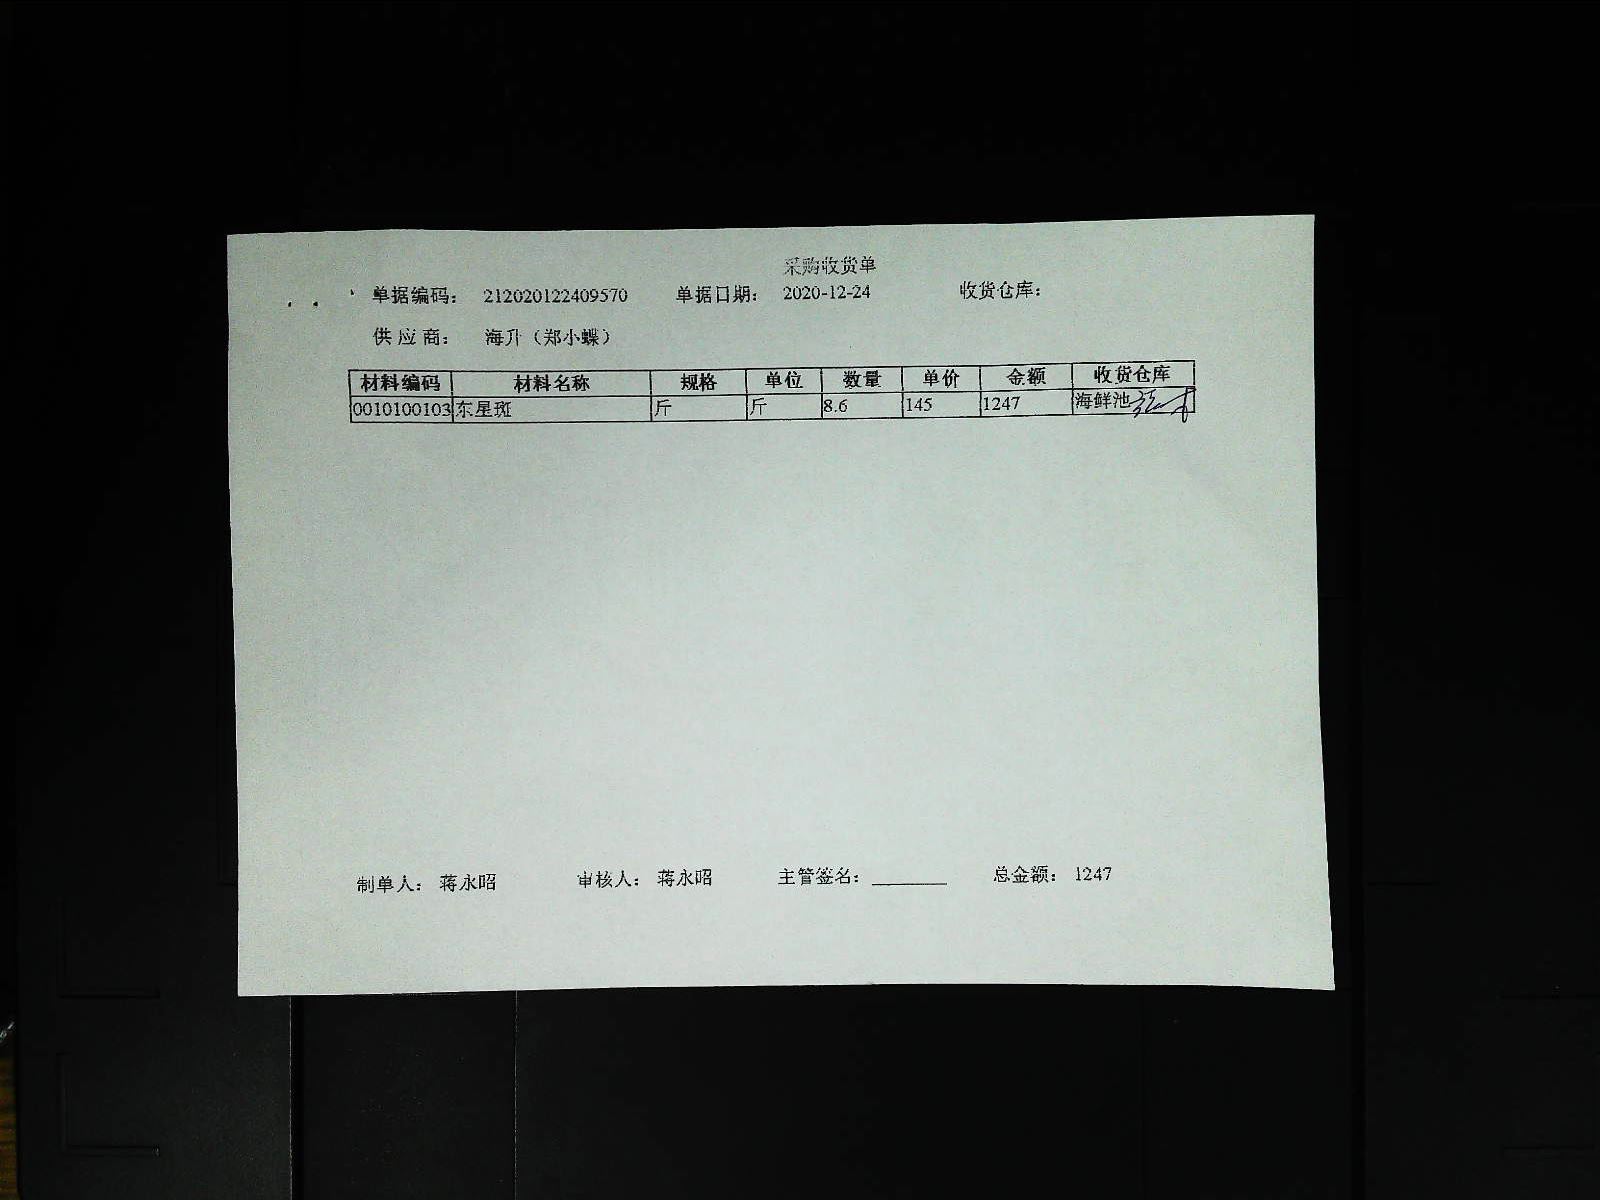 采购收货单
单据编码： 212020122409570 单据日期： 2020-12-24 收货仓库：
供 应 商： 海升（郑小蝶）
材料编码 材料名称 规格 单位 数量 单价 金额 收货仓库
0010100103 东星斑 斤 斤 8.6 145 1247 海鲜池
制单人： 蒋永昭 审核人： 蒋永昭 主管签名： 总金额： 1247